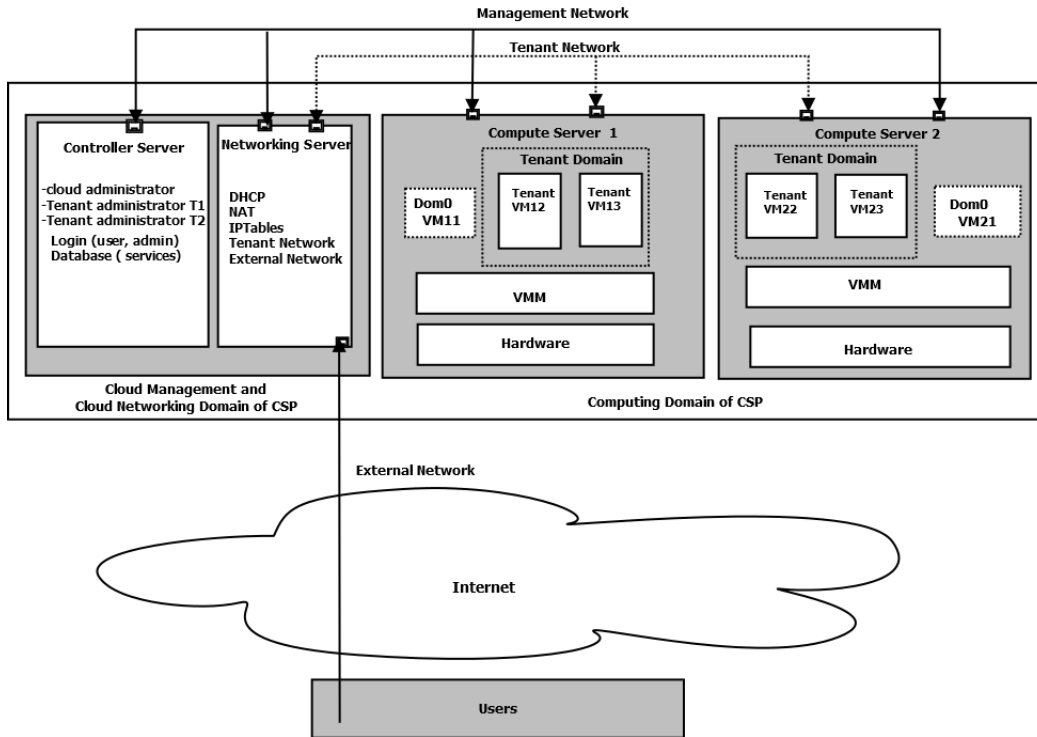 Management Network
Tenant Network
Controller Server
-cloud administrator
-Tenant administrator T1
-Tenant administrator T2
Login (user, admin)
Database ( services)
Networking Server
DHCP
NAT
IPTables
Tenant Network
External Network
Cloud Management and
Cloud Networking Domain of CSP
Compute Server 1
Tenant Domain
Dom0
VM11
Tenant
VM12
Tenant
VM13
VMM
Hardware
Compute Server 2
Tenant Domain
Tenant
VM22
Tenant
VM23
Dom0
VM21
VMM
Hardware
Computing Domain of CSP
External Network
Internet
Users